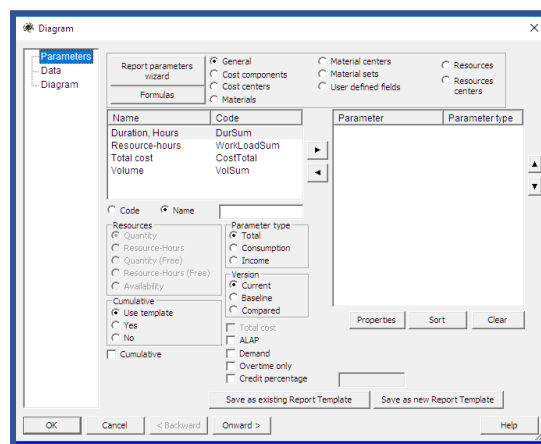 Diagram
Parameters
Data
Diagram
Report parameters
wizard
Formulas
General
Cost components
Cost centers
Materials
Material centers
Material sets
User defined fields
Resources
Resources
centers
Name Code
Duration, Hours DurSum
Resource-hours WorkLoadSum
Total cost CostTotal
Volume VolSum
Parameter Parameter type
Code Name
Resources
Quantity
Resource-Hours
Quantity (Free)
Resource-Hours (Free)
Availability
Cumulative
Use template
Yes
No
Cumulative
Parameter type
Total
Consumption
Income
Version
Current
Baseline
Compared
Total cost
ALAP
Demand
Overtime only
Credit percentage
Properties Sort Clear
Save as existing Report Template Save as new Report Template
OK Cancel < Backward Onward > Help